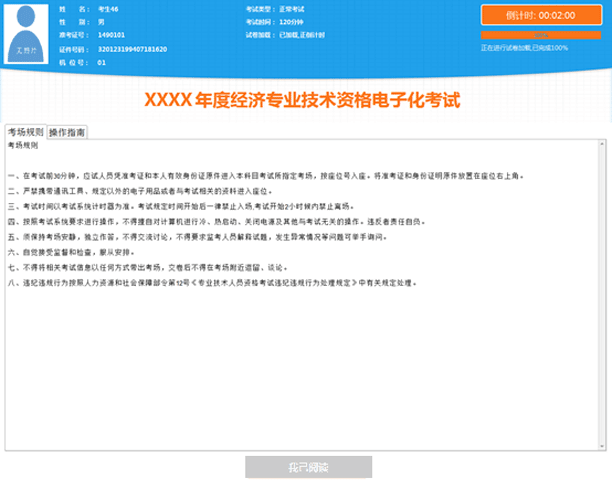 姓 名： 考生46
考试类型： 正常考试
倒计时: 00:02:00
性 别： 男
考试时间： 120分钟
准考证号： 1490101
试卷加载： 已加载,正倒计时
正在进行试卷加载,已完成100%
无照片
证件号码： 320123199407181620
机 位 号： 01
XXXX 年度经济专业技术资格电子化考试
考场规则 操作指南
考场规则
一、在考试前30分钟，应试人员凭准考证和本人有效身份证原件进入本科目考试所指定考场，按座位号入座。将准考证和身份证明原件放置在座位右上角。
二、严禁携带通讯工具、规定以外的电子用品或者与考试相关的资料进入座位。
三、考试时间以考试系统计时器为准。考试规定时间开始后一律禁止入场,考试开始2小时候内禁止离场。
四、按照考试系统要求进行操作，不得擅自对计算机进行冷、热启动、关闭电源及其他与考试无关的操作。违反者责任自负。
五、须保持考场安静，独立作答，不得交流讨论，不得要求监考人员解释试题，发生异常情况等问题可举手询问。
六、自觉接受监督和检查，服从安排。
七、不得将相关考试信息以任何方式带出考场，交卷后不得在考场附近逗留、谈论。
八、违纪违规行为按照人力资源和社会保障部令第12号《专业技术人员资格考试违纪违规行为处理规定》中有关规定处理。
我已阅读